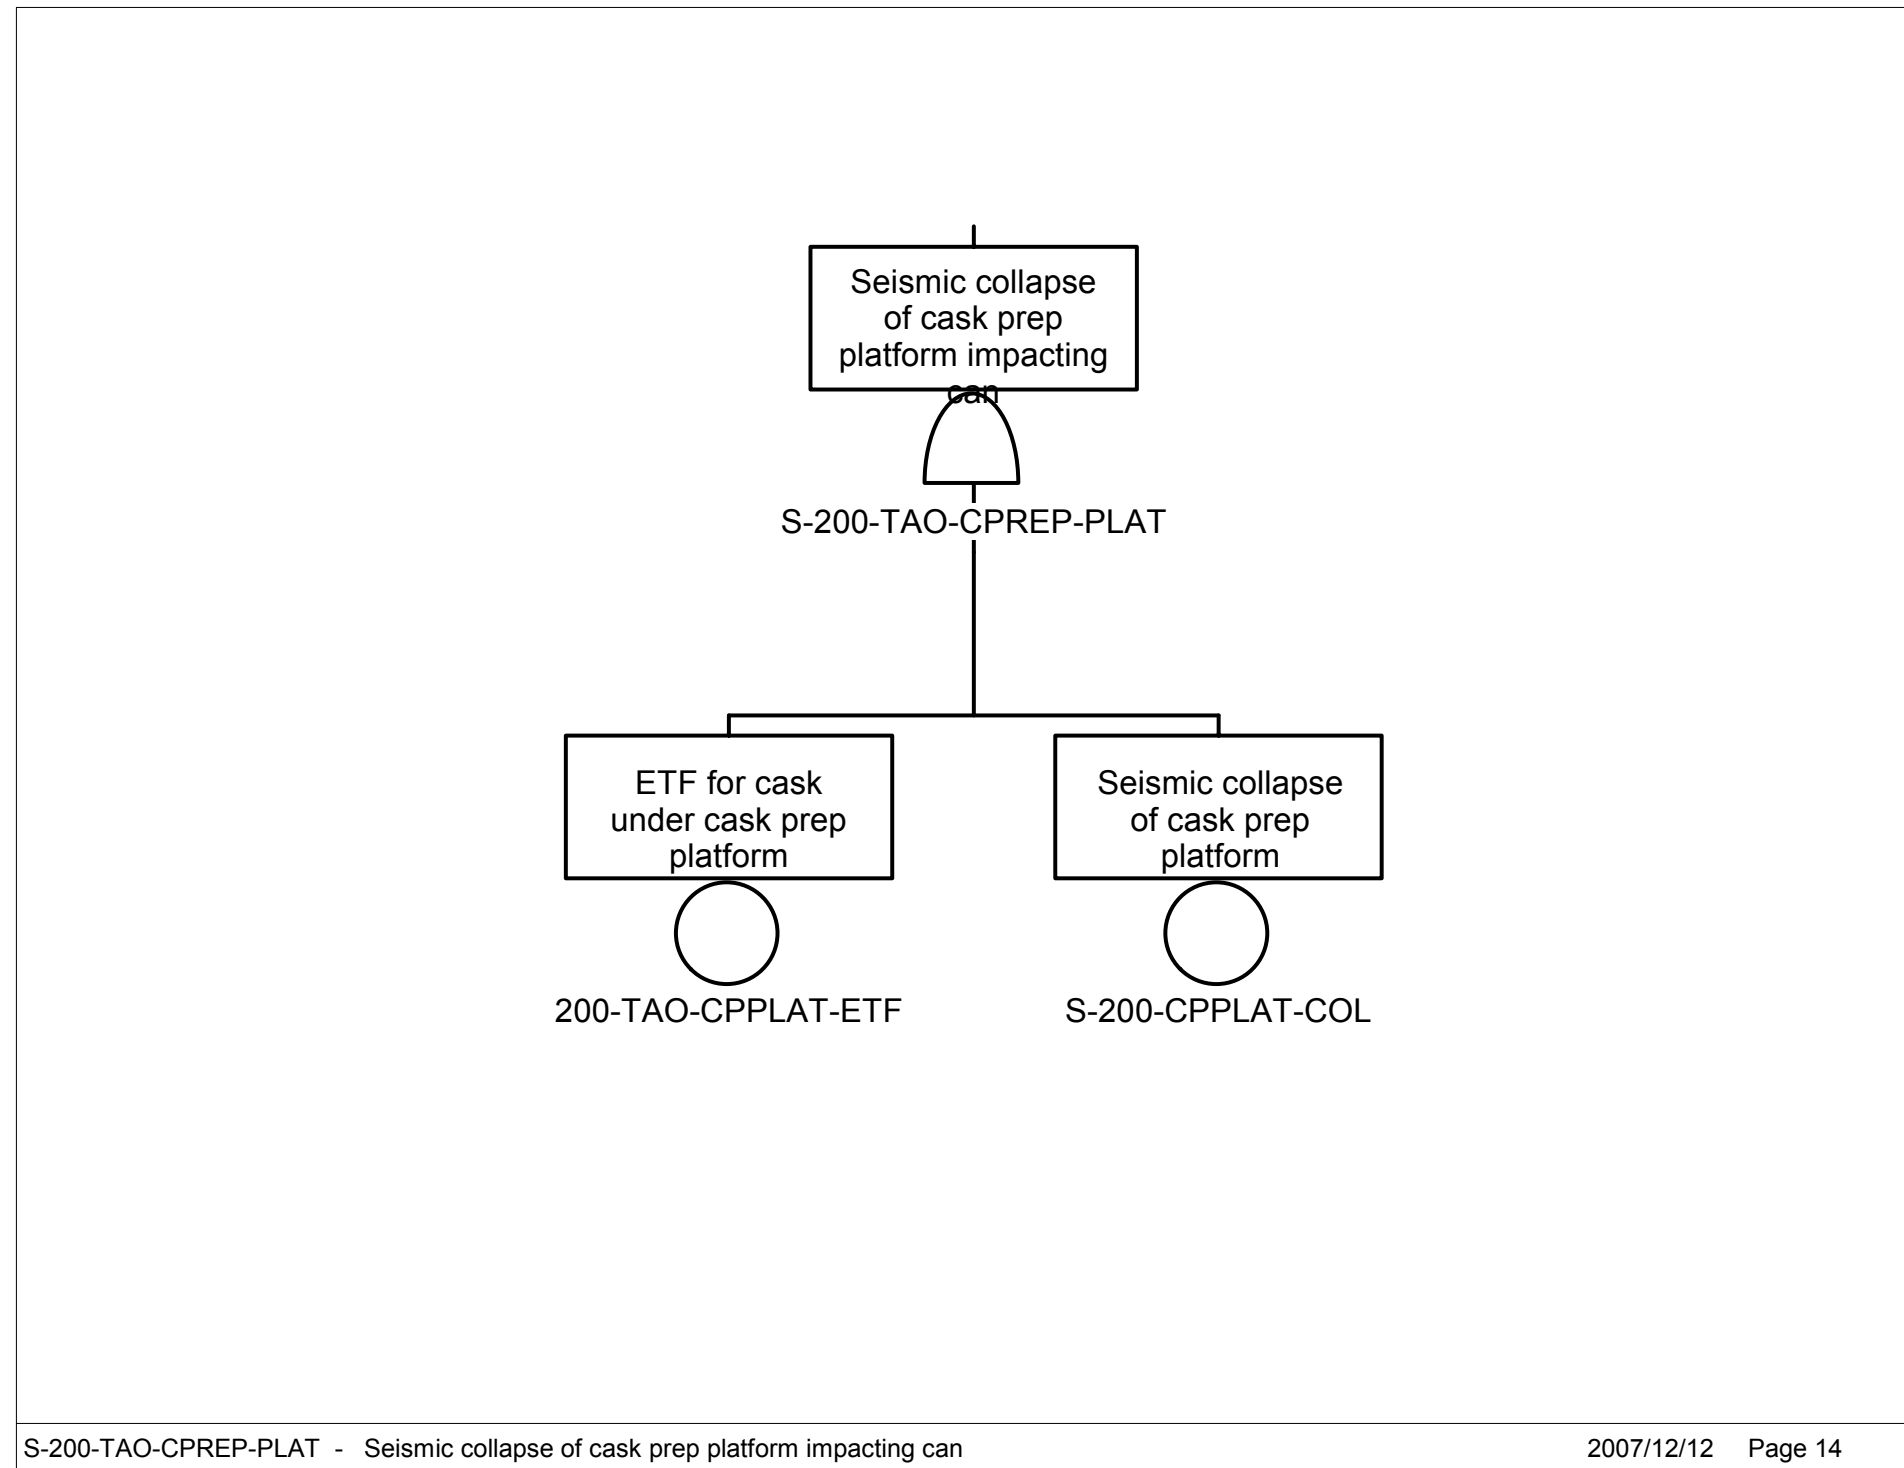 Seismic collapse
of cask prep
platform impacting
can
S-200-TAO-CPREP-PLAT
ETF for cask
under cask prep
platform
200-TAO-CPPLAT-ETF
Seismic collapse
of cask prep
platform
S-200-CPPLAT-COL
S-200-TAO-CPREP-PLAT - Seismic collapse of cask prep platform impacting can
2007/12/12 Page 14